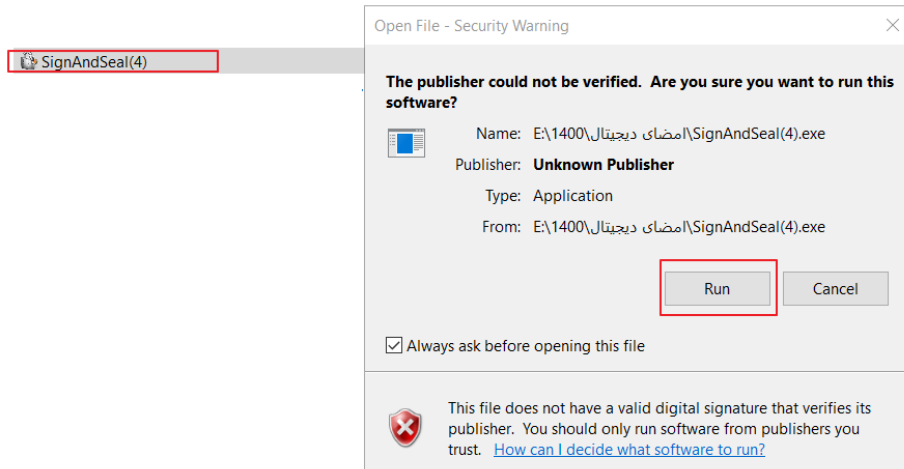 SignAndSeal(4)
Open File - Security Warning
The publisher could not be verified.  Are you sure you want to run this
software?
Name: E:\1400\امضای دیجیتال\SignAndSeal(4).exe
Publisher: Unknown Publisher
Type: Application
From: E:\1400\امضای دیجیتال\SignAndSeal(4).exe
Run Cancel
Always ask before opening this file
This file does not have a valid digital signature that verifies its
publisher.  You should only run software from publishers you
trust.  How can I decide what software to run?